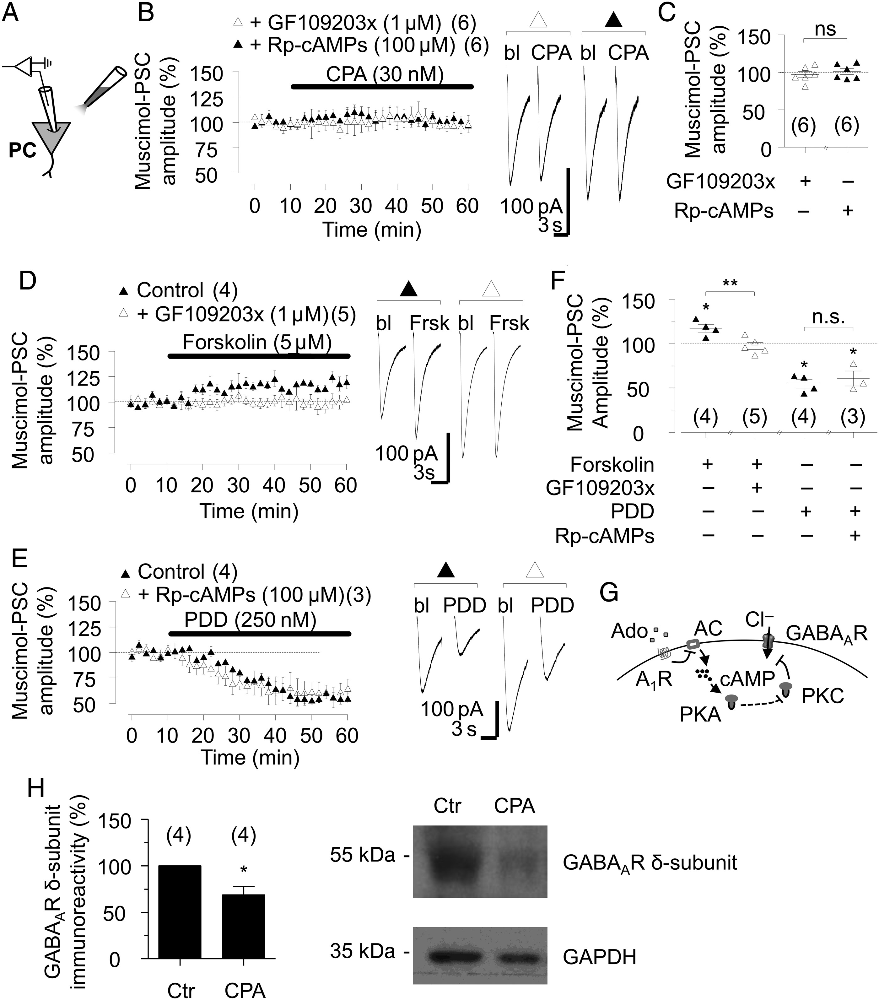 A
PC
B
△ + GF109203x (1 µM) (6)
▲ + Rp-cAMPs (100 µM) (6)
CPA (30 nM)
Muscimol-PSC
amplitude (%)
150
125
100
75
50
0 10 20 30 40 50 60
Time (min)
bl CPA bl CPA
100 pA
3 s
C
ns
Muscimol-PSC
amplitude (%)
150
100
50
0
(6) (6)
GF109203x + –
Rp-cAMPs – +
D
▲ Control (4)
△ + GF109203x (1 µM)(5)
Forskolin (5 µM)
Muscimol-PSC
amplitude (%)
150
125
100
75
50
0 10 20 30 40 50 60
Time (min)
bl Frsk bl Frsk
100 pA
3s
F
Muscimol-PSC
Amplitude (%)
150
100
50
0
**
*
n.s.
*
*
(4) (5) (4) (3)
Forskolin + + – –
GF109203x – + – –
PDD – – + +
Rp-cAMPs – – – +
E
▲ Control (4)
△ + Rp-cAMPs (100 µM)(3)
PDD (250 nM)
Muscimol-PSC
amplitude (%)
150
125
100
75
50
0 10 20 30 40 50 60
Time (min)
bl PDD bl PDD
100 pA
3 s
G
Ado
AC
Cl–
GABAAR
A1R
cAMP
PKA
PKC
H
GABAAR δ-subunit
immunoreactivity (%)
150
100
50
0
(4) (4)
*
Ctr CPA
Ctr CPA
55 kDa -
GABAAR δ-subunit
35 kDa -
GAPDH